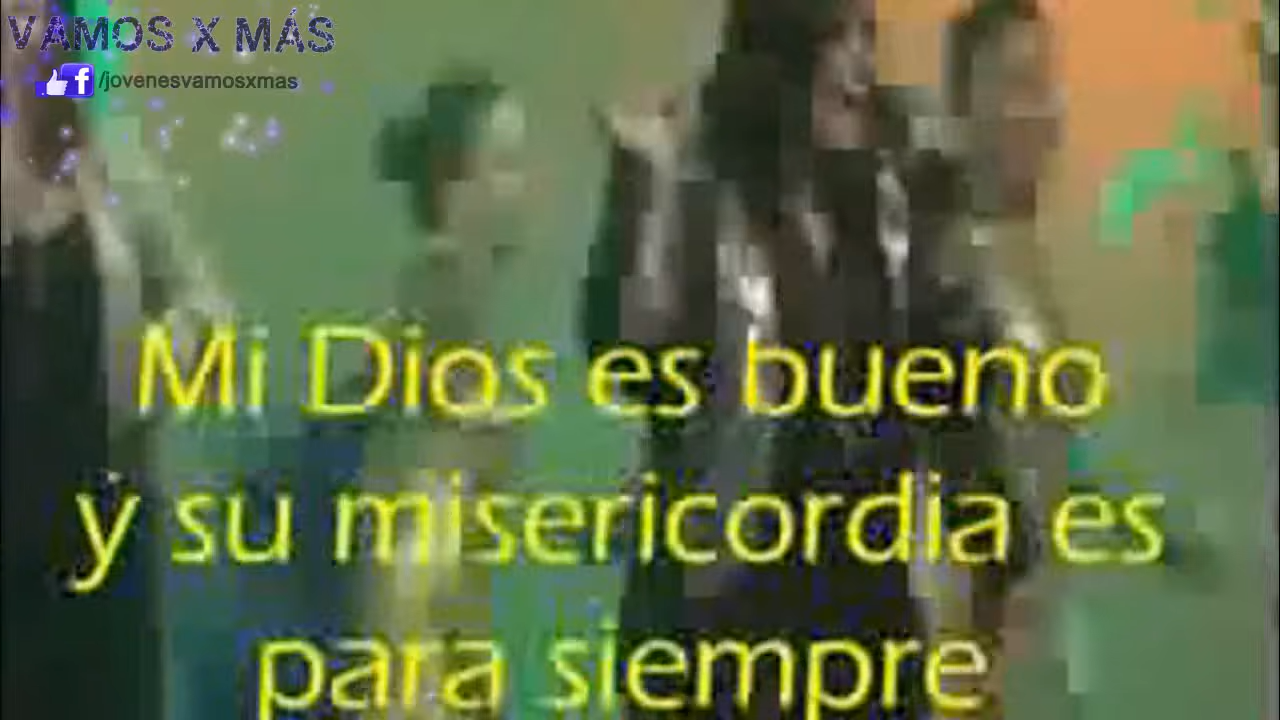 VAMOS X MÁS
/jovenesvamosxmas
Mi Dios es bueno
y su misericordia es
para siempre